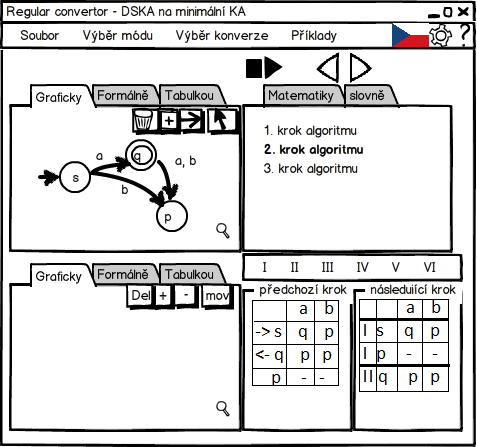 Regular convertor - DSKA na minimální KA
Soubor Výběr módu Výběr konverze Příklady ?
Graficky Formálně Tabulkou
Matematiky slovně
1. krok algoritmu
2. krok algoritmu
3. krok algoritmu
a q a, b
s b
p
I II III IV V VI
Graficky Formálně Tabulkou
Del + - mov
předchozí krok
a b
->s q p
<-q p p
p - -
následující krok
a b
I s q p
I p - -
II q p p